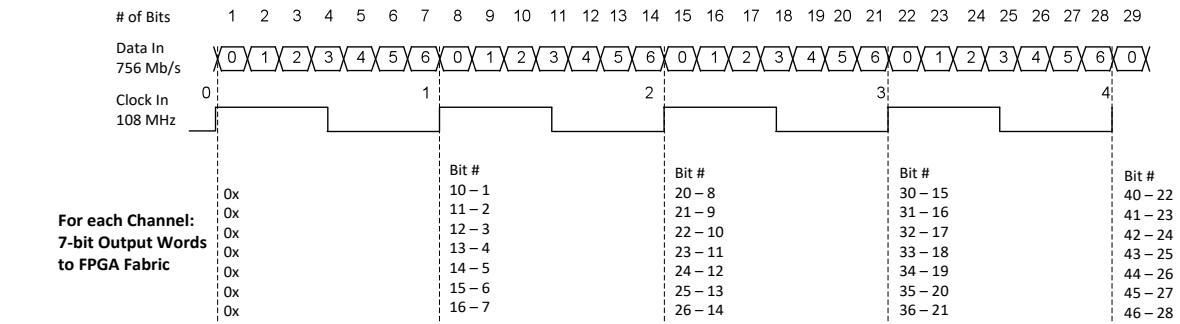 # of Bits 1 2 3 4 5 6 7 8 9 10 11 12 13 14 15 16 17 18 19 20 21 22 23 24 25 26 27 28 29
Data In
756 Mb/s
0 1 2 3 4 5 6 0 1 2 3 4 5 6 0 1 2 3 4 5 6 0 1 2 3 4 5 6 0
Clock In
108 MHz
0 1 2 3 4
For each Channel:
7-bit Output Words
to FPGA Fabric
0x
0x
0x
0x
0x
0x
0x
Bit #
10 – 1
11 – 2
12 – 3
13 – 4
14 – 5
15 – 6
16 – 7
Bit #
20 – 8
21 – 9
22 – 10
23 – 11
24 – 12
25 – 13
26 – 14
Bit #
30 – 15
31 – 16
32 – 17
33 – 18
34 – 19
35 – 20
36 – 21
Bit #
40 – 22
41 – 23
42 – 24
43 – 25
44 – 26
45 – 27
46 – 28